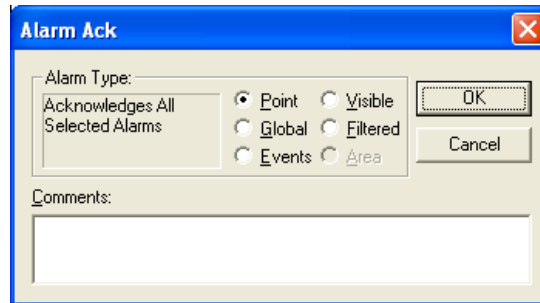 Alarm Ack
Alarm Type:
Acknowledges All
Selected Alarms
Point
Visible
Global
Filtered
Events
Area
OK
Cancel
Comments: